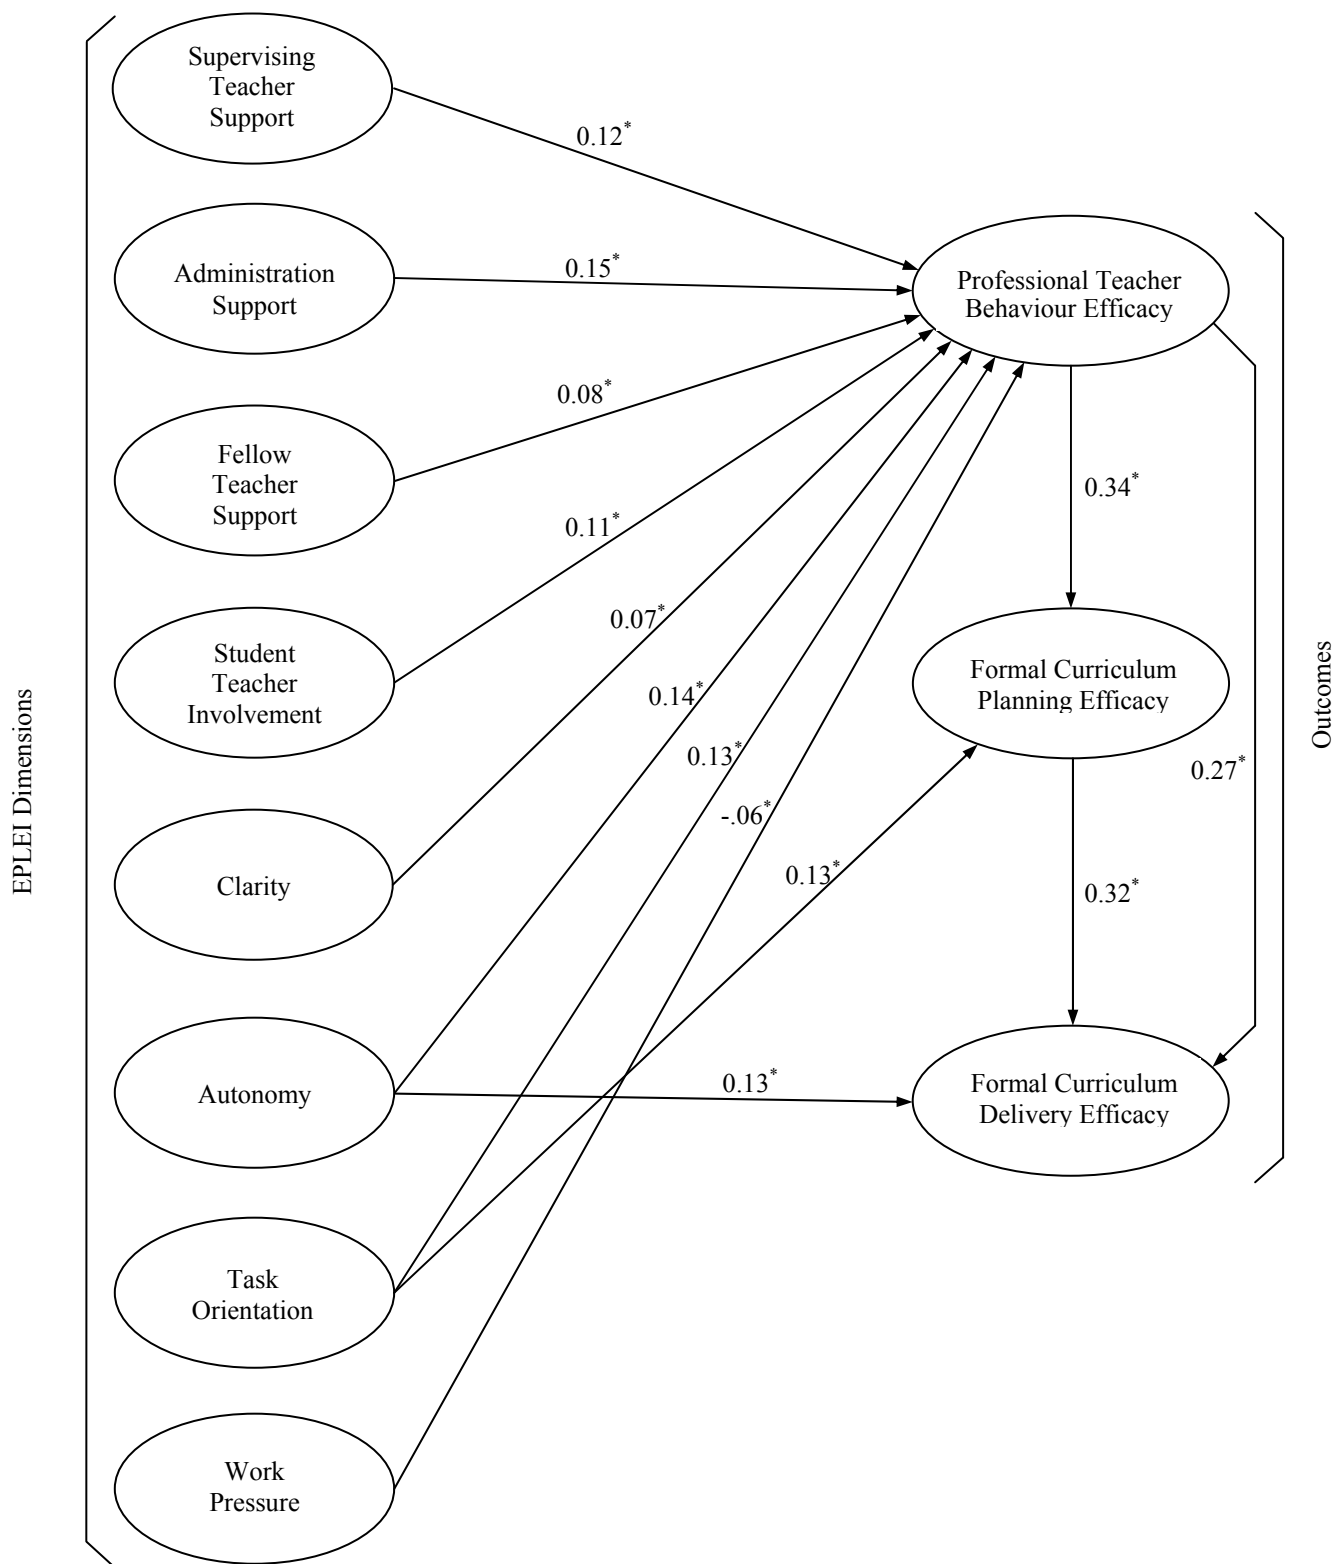 Supervising
Teacher
Support
0.12*
Administration
Support
0.15*
Professional Teacher
Behaviour Efficacy
Fellow
Teacher
Support
0.08*
0.34*
Student
Teacher
Involvement
0.11*
0.07*
0.14*
0.13*
-.06*
0.13*
Formal Curriculum
Planning Efficacy
0.27*
Outcomes
EPLEI Dimensions
Clarity
0.32*
Autonomy
0.13*
Formal Curriculum
Delivery Efficacy
Task
Orientation
Work
Pressure